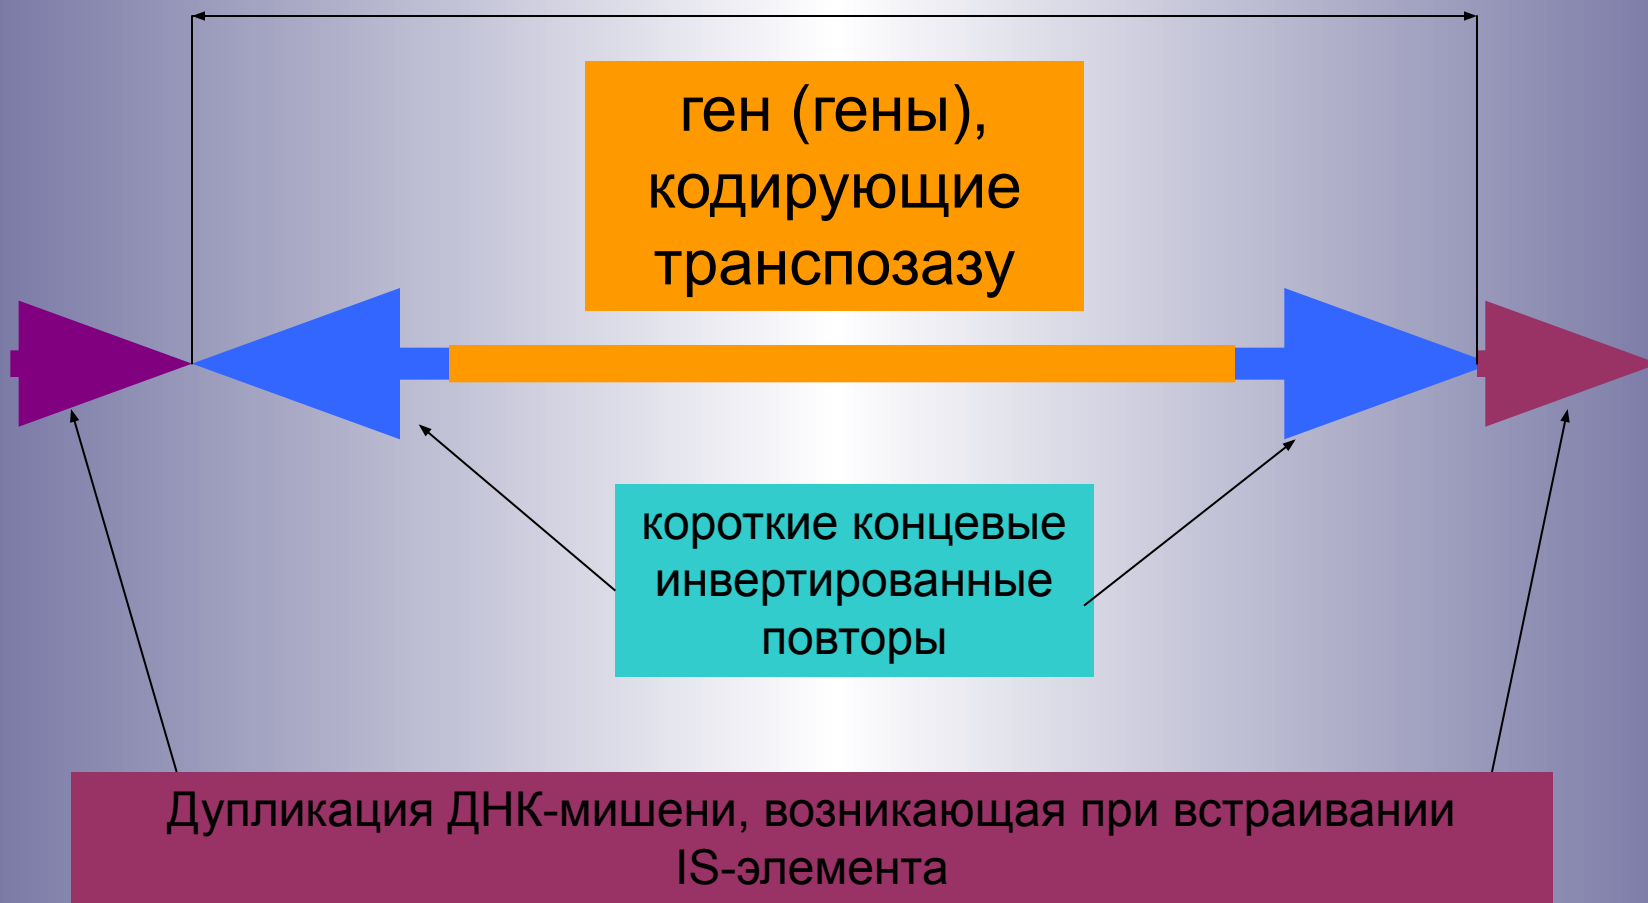 ген (гены),
кодирующие
транспозазу
короткие концевые
инвертированные
повторы
Дупликация ДНК-мишени, возникающая при встраивании
IS-элемента